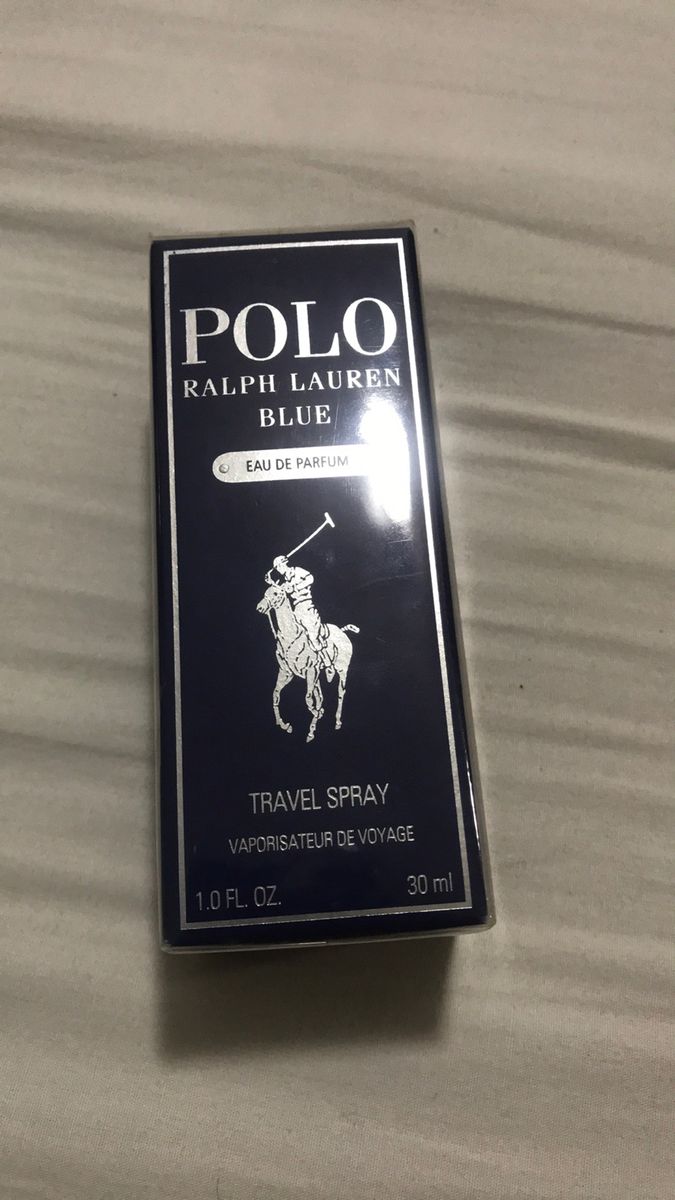 POLO
RALPH LAUREN
BLUE
EAU DE PARFUM
TRAVEL SPRAY
VAPORISATEUR DE VOYAGE
1.0 FL. OZ. 30 ml